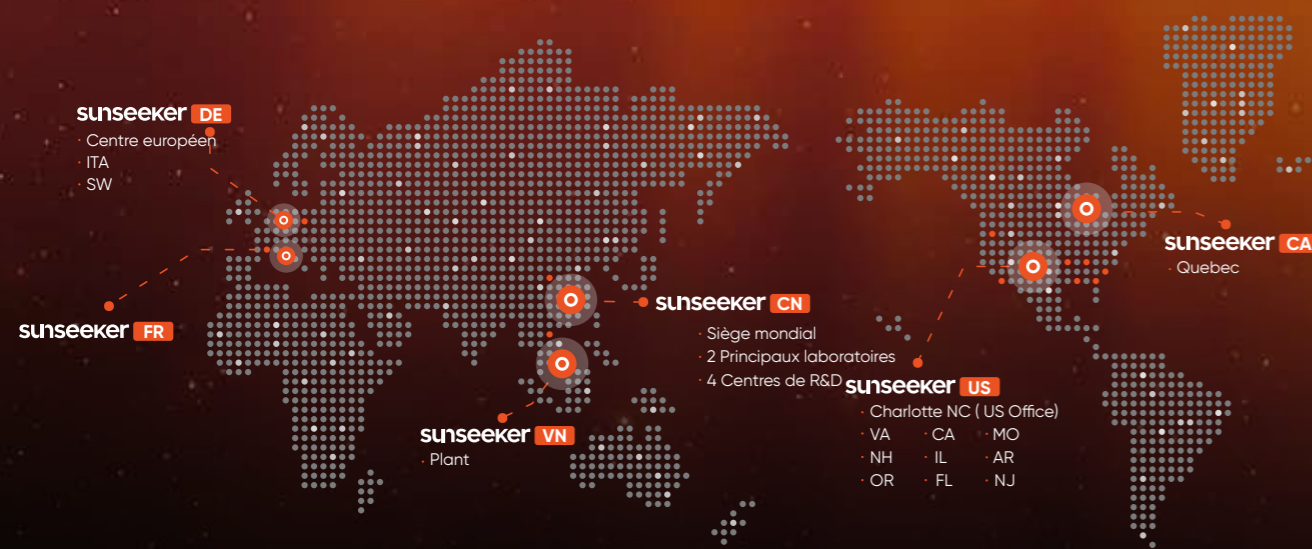 sunseeker DE
· Centre européen
· ITA
· SW
sunseeker FR
sunseeker CN
· Siège mondial
· 2 Principaux laboratoires
· 4 Centres de R&D
sunseeker VN
· Plant
sunseeker US
· Charlotte NC ( US Office)
· VA · CA · MO
· NH · IL · AR
· OR · FL · NJ
sunseeker CA
· Quebec